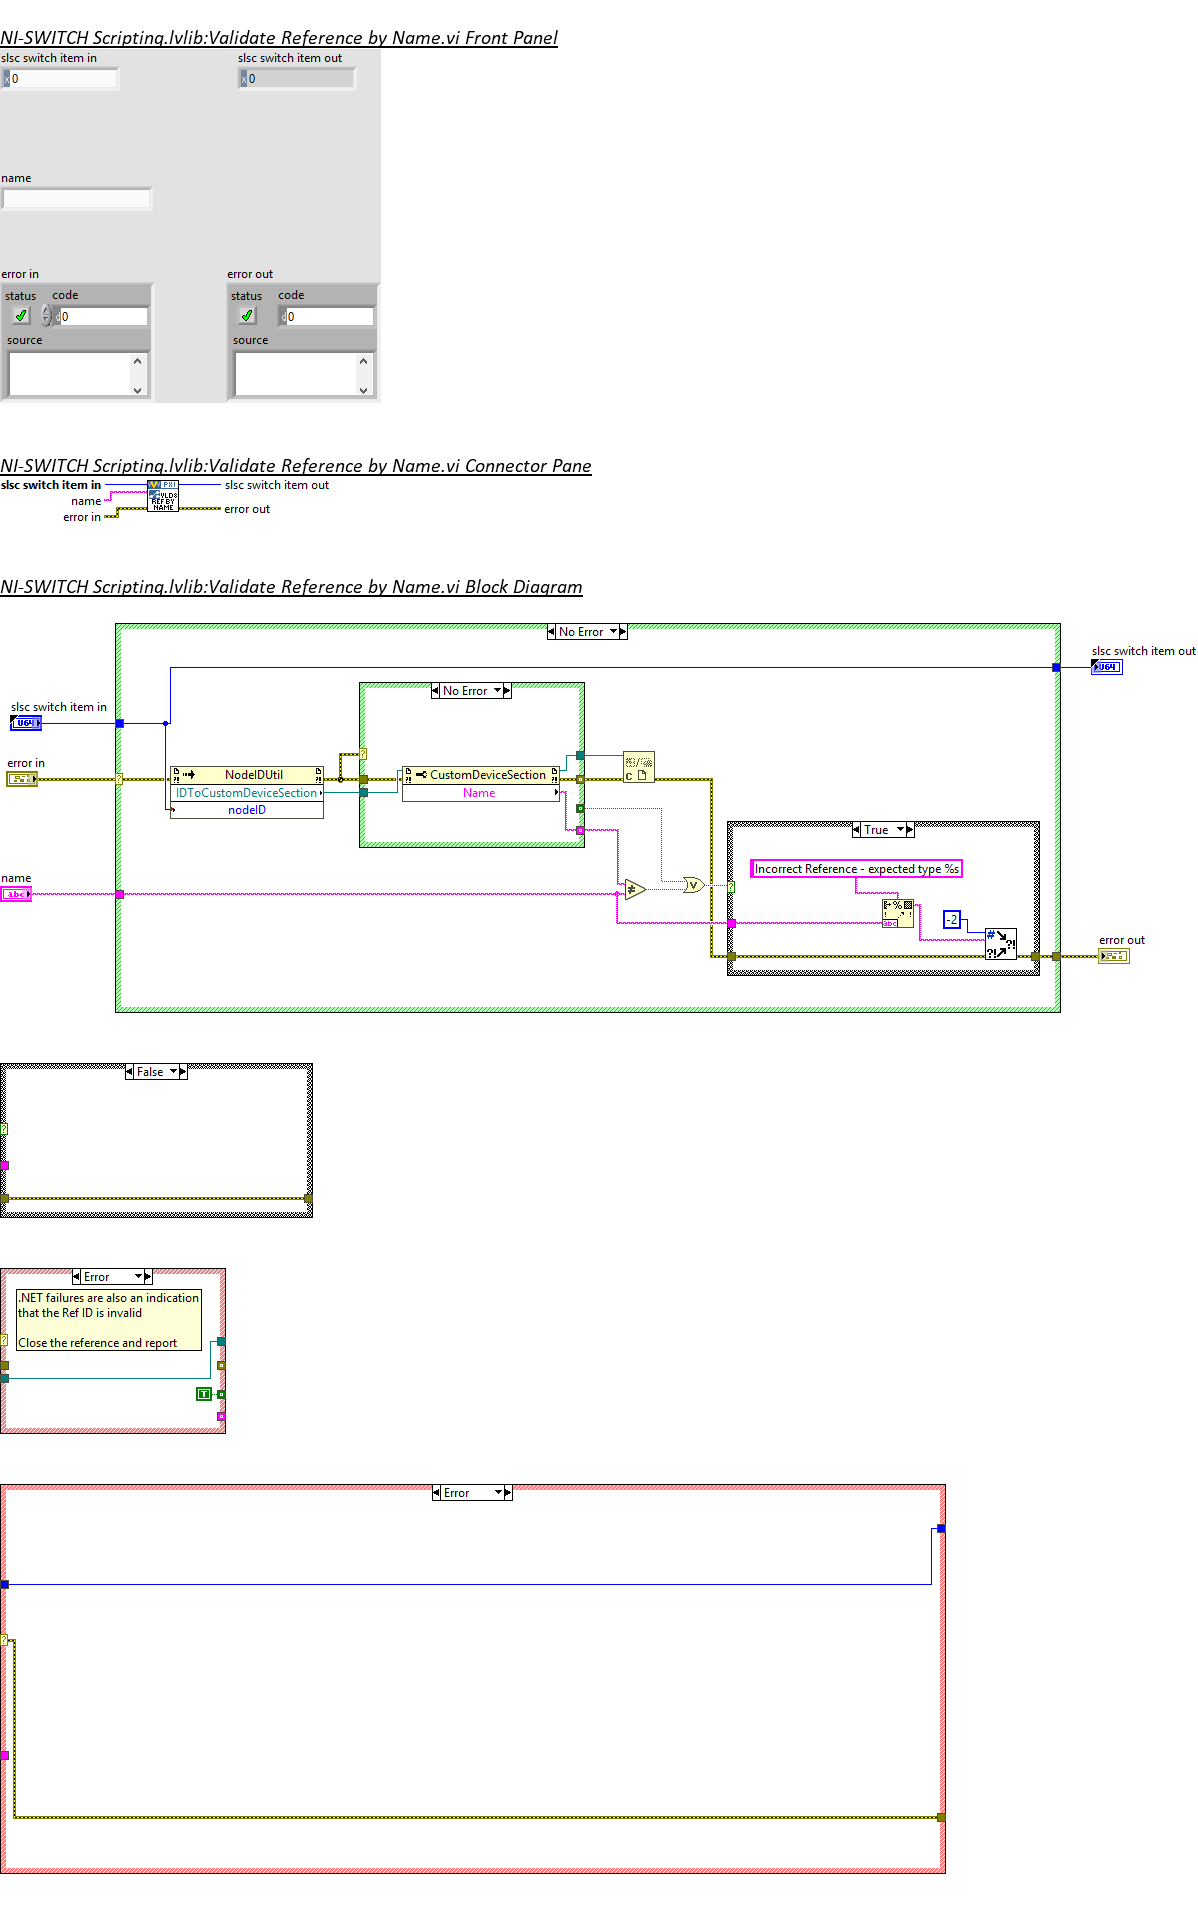 NI-SWITCH Scripting.lvlib:Validate Reference by Name.vi Front Panel
slsc switch item in
slsc switch item out
x 0
x 0
name
error in
error out
status code
status code
d 0
d 0
source
source
NI-SWITCH Scripting.lvlib:Validate Reference by Name.vi Connector Pane
slsc switch item in
slsc switch item out
PXI
VLD8
name
REF BY
NAME
error in
error out
NI-SWITCH Scripting.lvlib:Validate Reference by Name.vi Block Diagram
No Error
slsc switch item out
U64
No Error
slsc switch item in
U64
error in
NodeIDUtil
CustomDeviceSection
IDToCustomDeviceSection
Name
nodeID
True
Incorrect Reference - expected type %s
name
abc
abc
-2
error out
False
Error
.NET failures are also an indication
that the Ref ID is invalid
Close the reference and report
T
Error